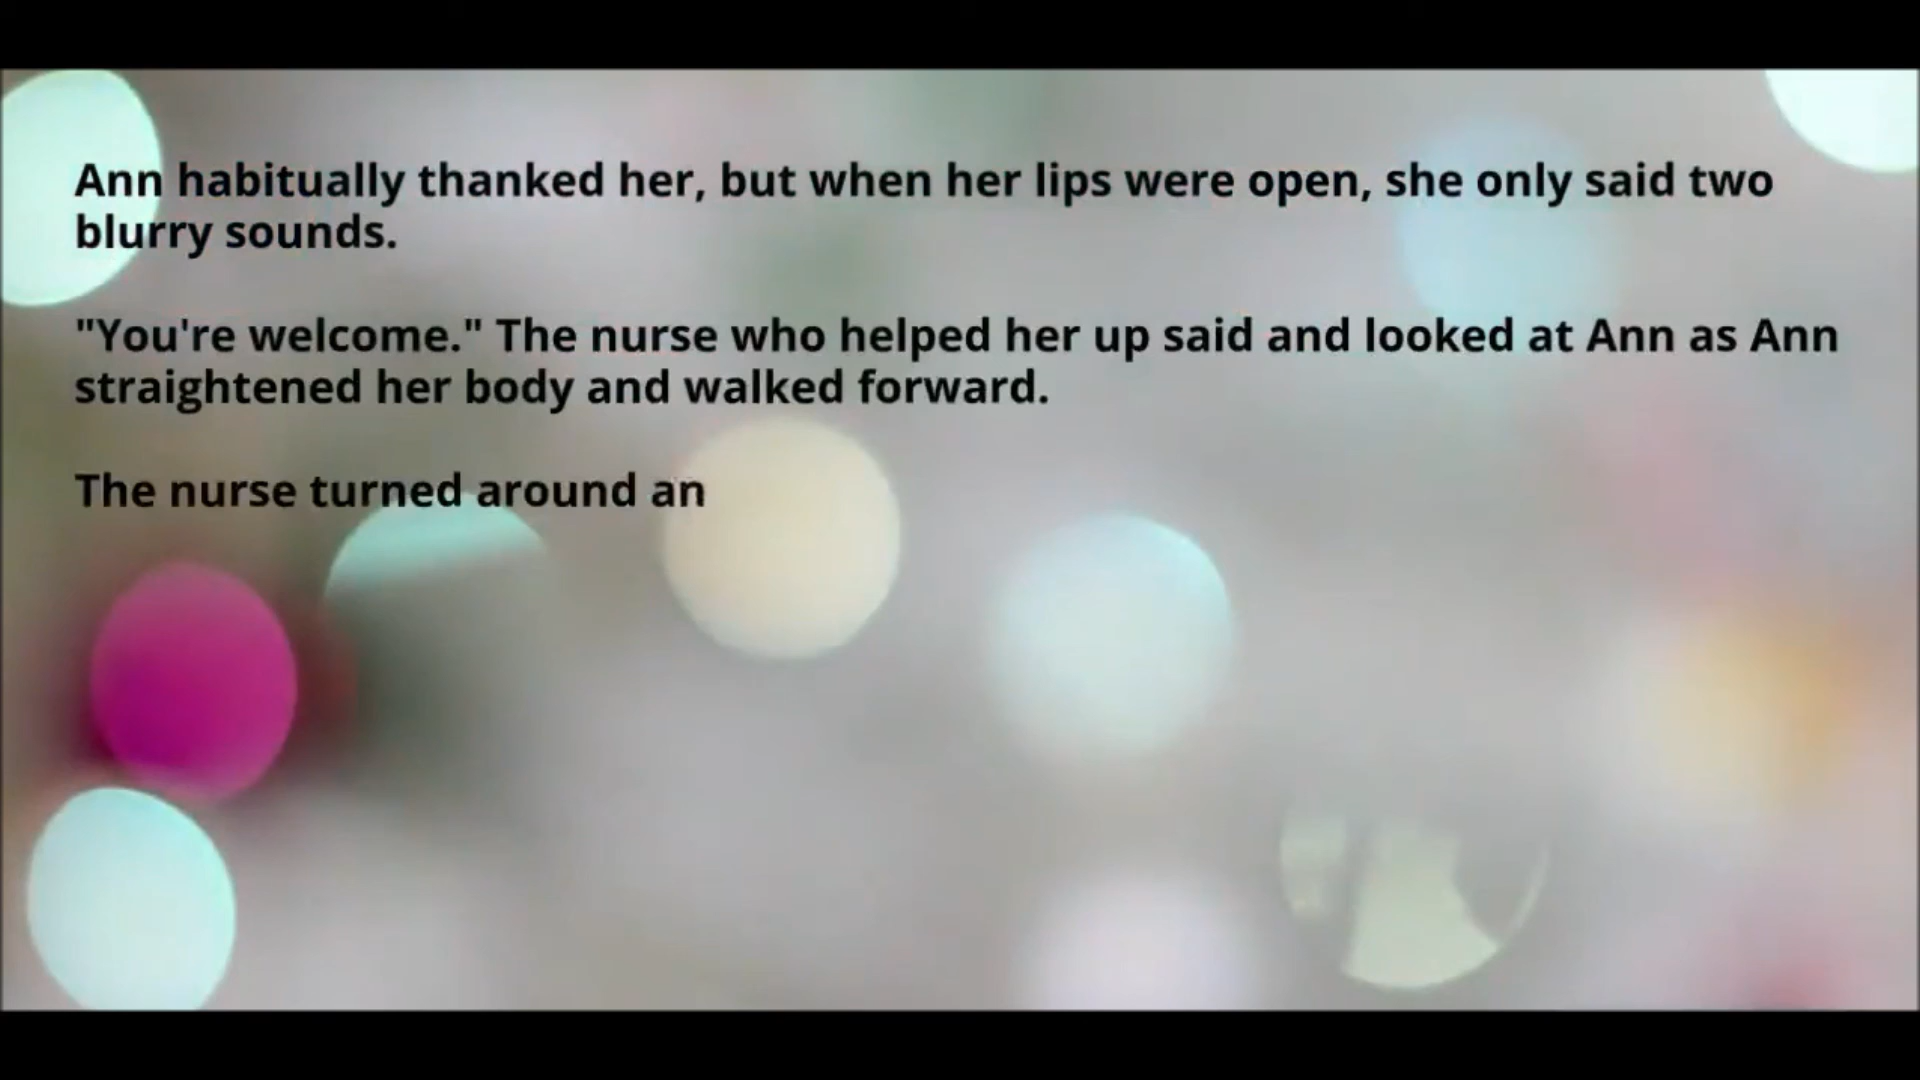 Ann habitually thanked her, but when her lips were open, she only said two
blurry sounds.
"You're welcome." The nurse who helped her up said and looked at Ann as Ann
straightened her body and walked forward.
The nurse turned around an